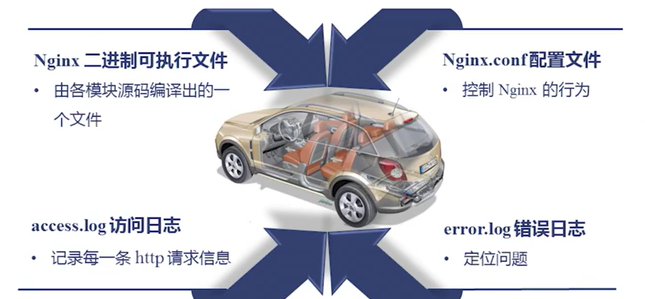 Nginx 二进制可执行文件
• 由各模块源码编译出的一
个文件
Nginx.conf 配置文件
• 控制 Nginx 的行为
access.log 访问日志
• 记录每一条 http 请求信息
error.log 错误日志
• 定位问题